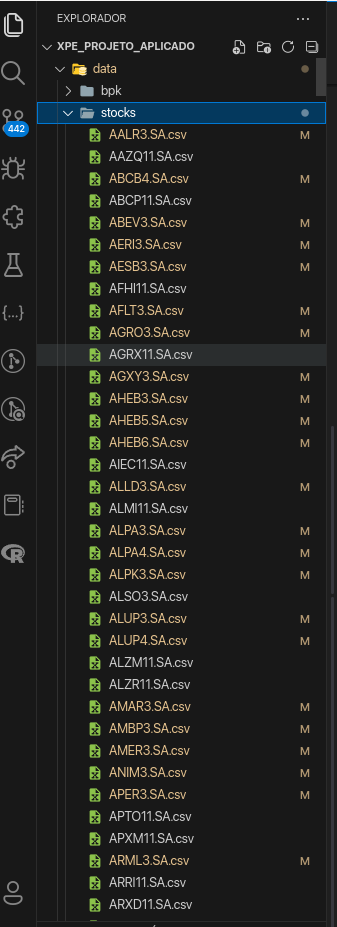 EXPLORADOR
XPE_PROJETO_APLICADO
data
bpk
stocks
AALR3.SA.csv M
AAZQ11.SA.csv
442
ABCB4.SA.csv M
ABCP11.SA.csv
ABEV3.SA.csv M
AERI3.SA.csv M
AESB3.SA.csv M
AFHI11.SA.csv
AFLT3.SA.csv M
AGRO3.SA.csv M
AGRX11.SA.csv
AGXY3.SA.csv M
AHEB3.SA.csv M
AHEB5.SA.csv M
AHEB6.SA.csv M
AIEC11.SA.csv
ALLD3.SA.csv M
ALMI11.SA.csv
ALPA3.SA.csv M
ALPA4.SA.csv M
ALPK3.SA.csv M
ALSO3.SA.csv
ALUP3.SA.csv M
ALUP4.SA.csv M
ALZM11.SA.csv
ALZR11.SA.csv
AMAR3.SA.csv M
AMBP3.SA.csv M
AMER3.SA.csv M
ANIM3.SA.csv M
APER3.SA.csv M
APTO11.SA.csv
APXM11.SA.csv
ARML3.SA.csv M
ARRI11.SA.csv
ARXD11.SA.csv